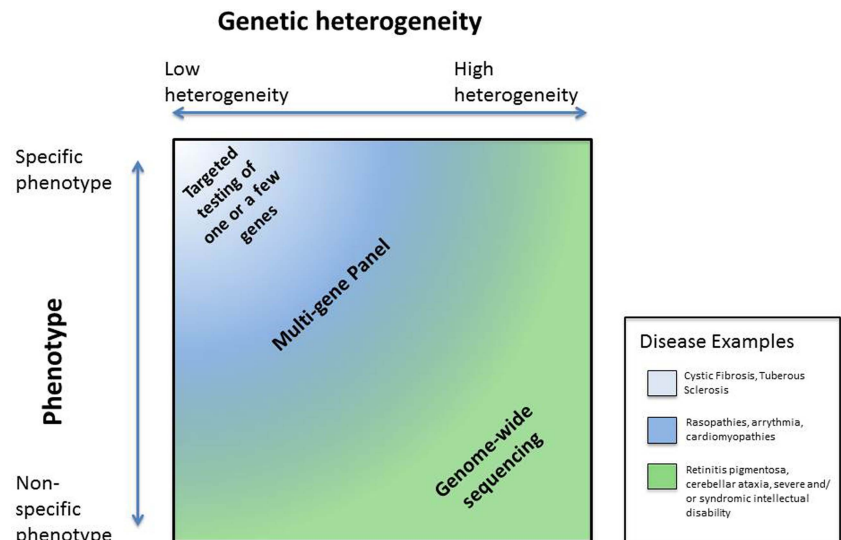 Genetic heterogeneity
Low
heterogeneity
High
heterogeneity
Specific
phenotype
Phenotype
Non-
specific
phenotype
Targeted
testing of
one or a few
genes
Multi-gene Panel
Genome-wide
sequencing
Disease Examples
Cystic Fibrosis, Tuberous
Sclerosis
Rasopathies, arrythmia,
cardiomyopathies
Retinitis pigmentosa,
cerebellar ataxia, severe and/
or syndromic intellectual
disability